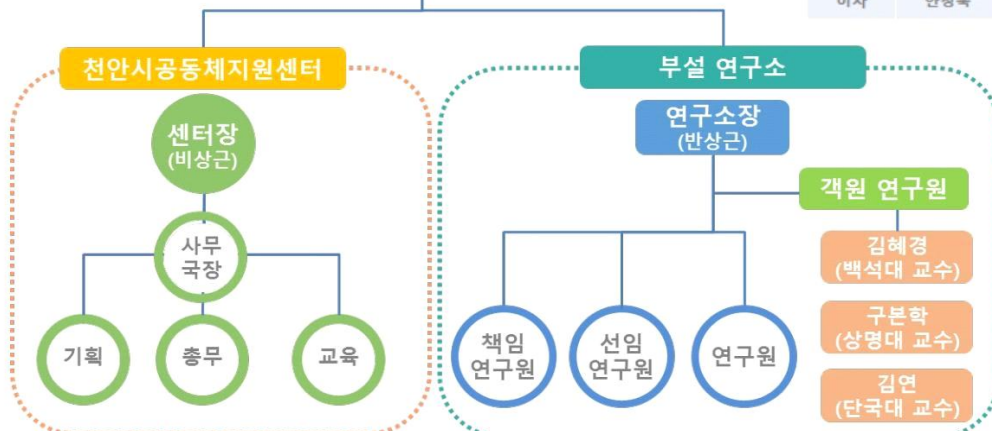 이사
천안시공동체지원센터
부설 연구소
센터장
(비상근)
연구소장
(반상근)
객원 연구원
사무
국장
김혜경
(백석대 교수)
구본학
(상명대 교수)
김연
(단국대 교수)
기획
총무
교육
책임
연구원
선임
연구원
연구원